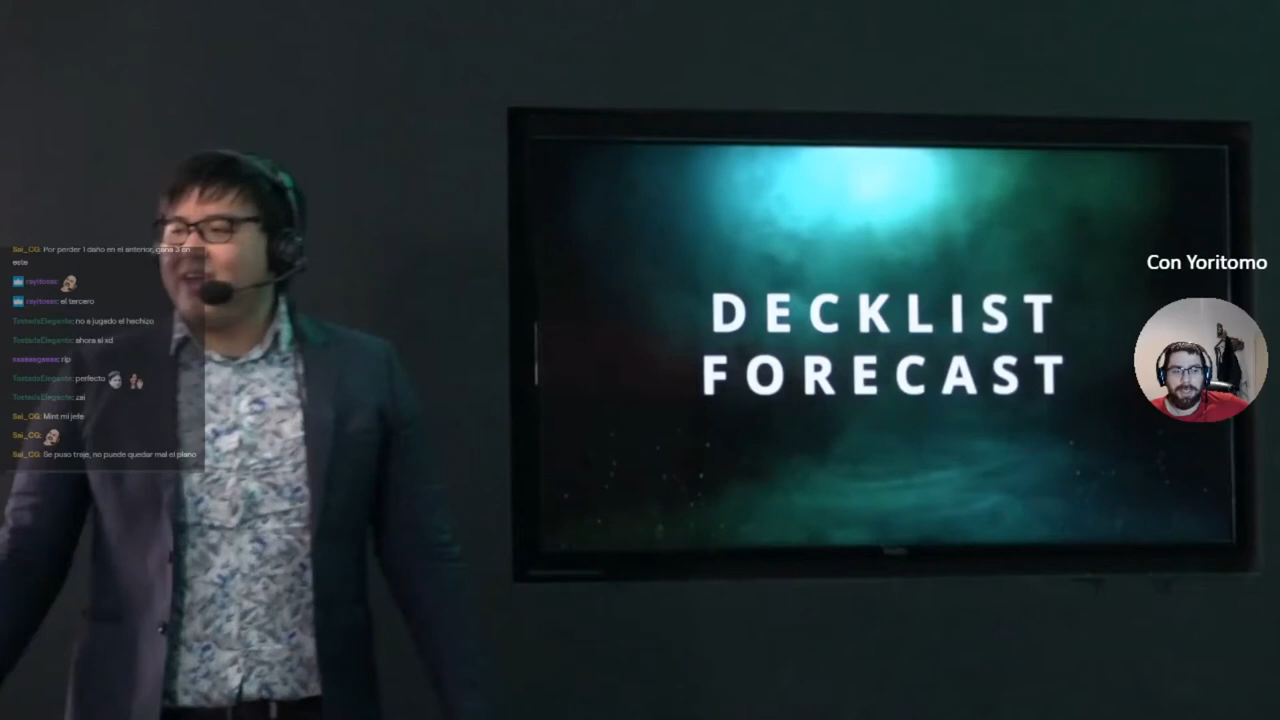 Sai_CG: Por perder 1 daño en el anterior, gana 3 en
este
rayitosss:
rayitosss: el tercero
TostadaElegante: no a jugado el hechizo
TostadaElegante: ahora si xd
rip
TostadaElegante: perfecto
TostadaElegante: zai
Sai_CG: Mint mi jefe
Sai_CG:
Sai_CG: Se puso traje, no puede quedar mal el plano
DECKLIST
FORECAST
Con Yoritomo